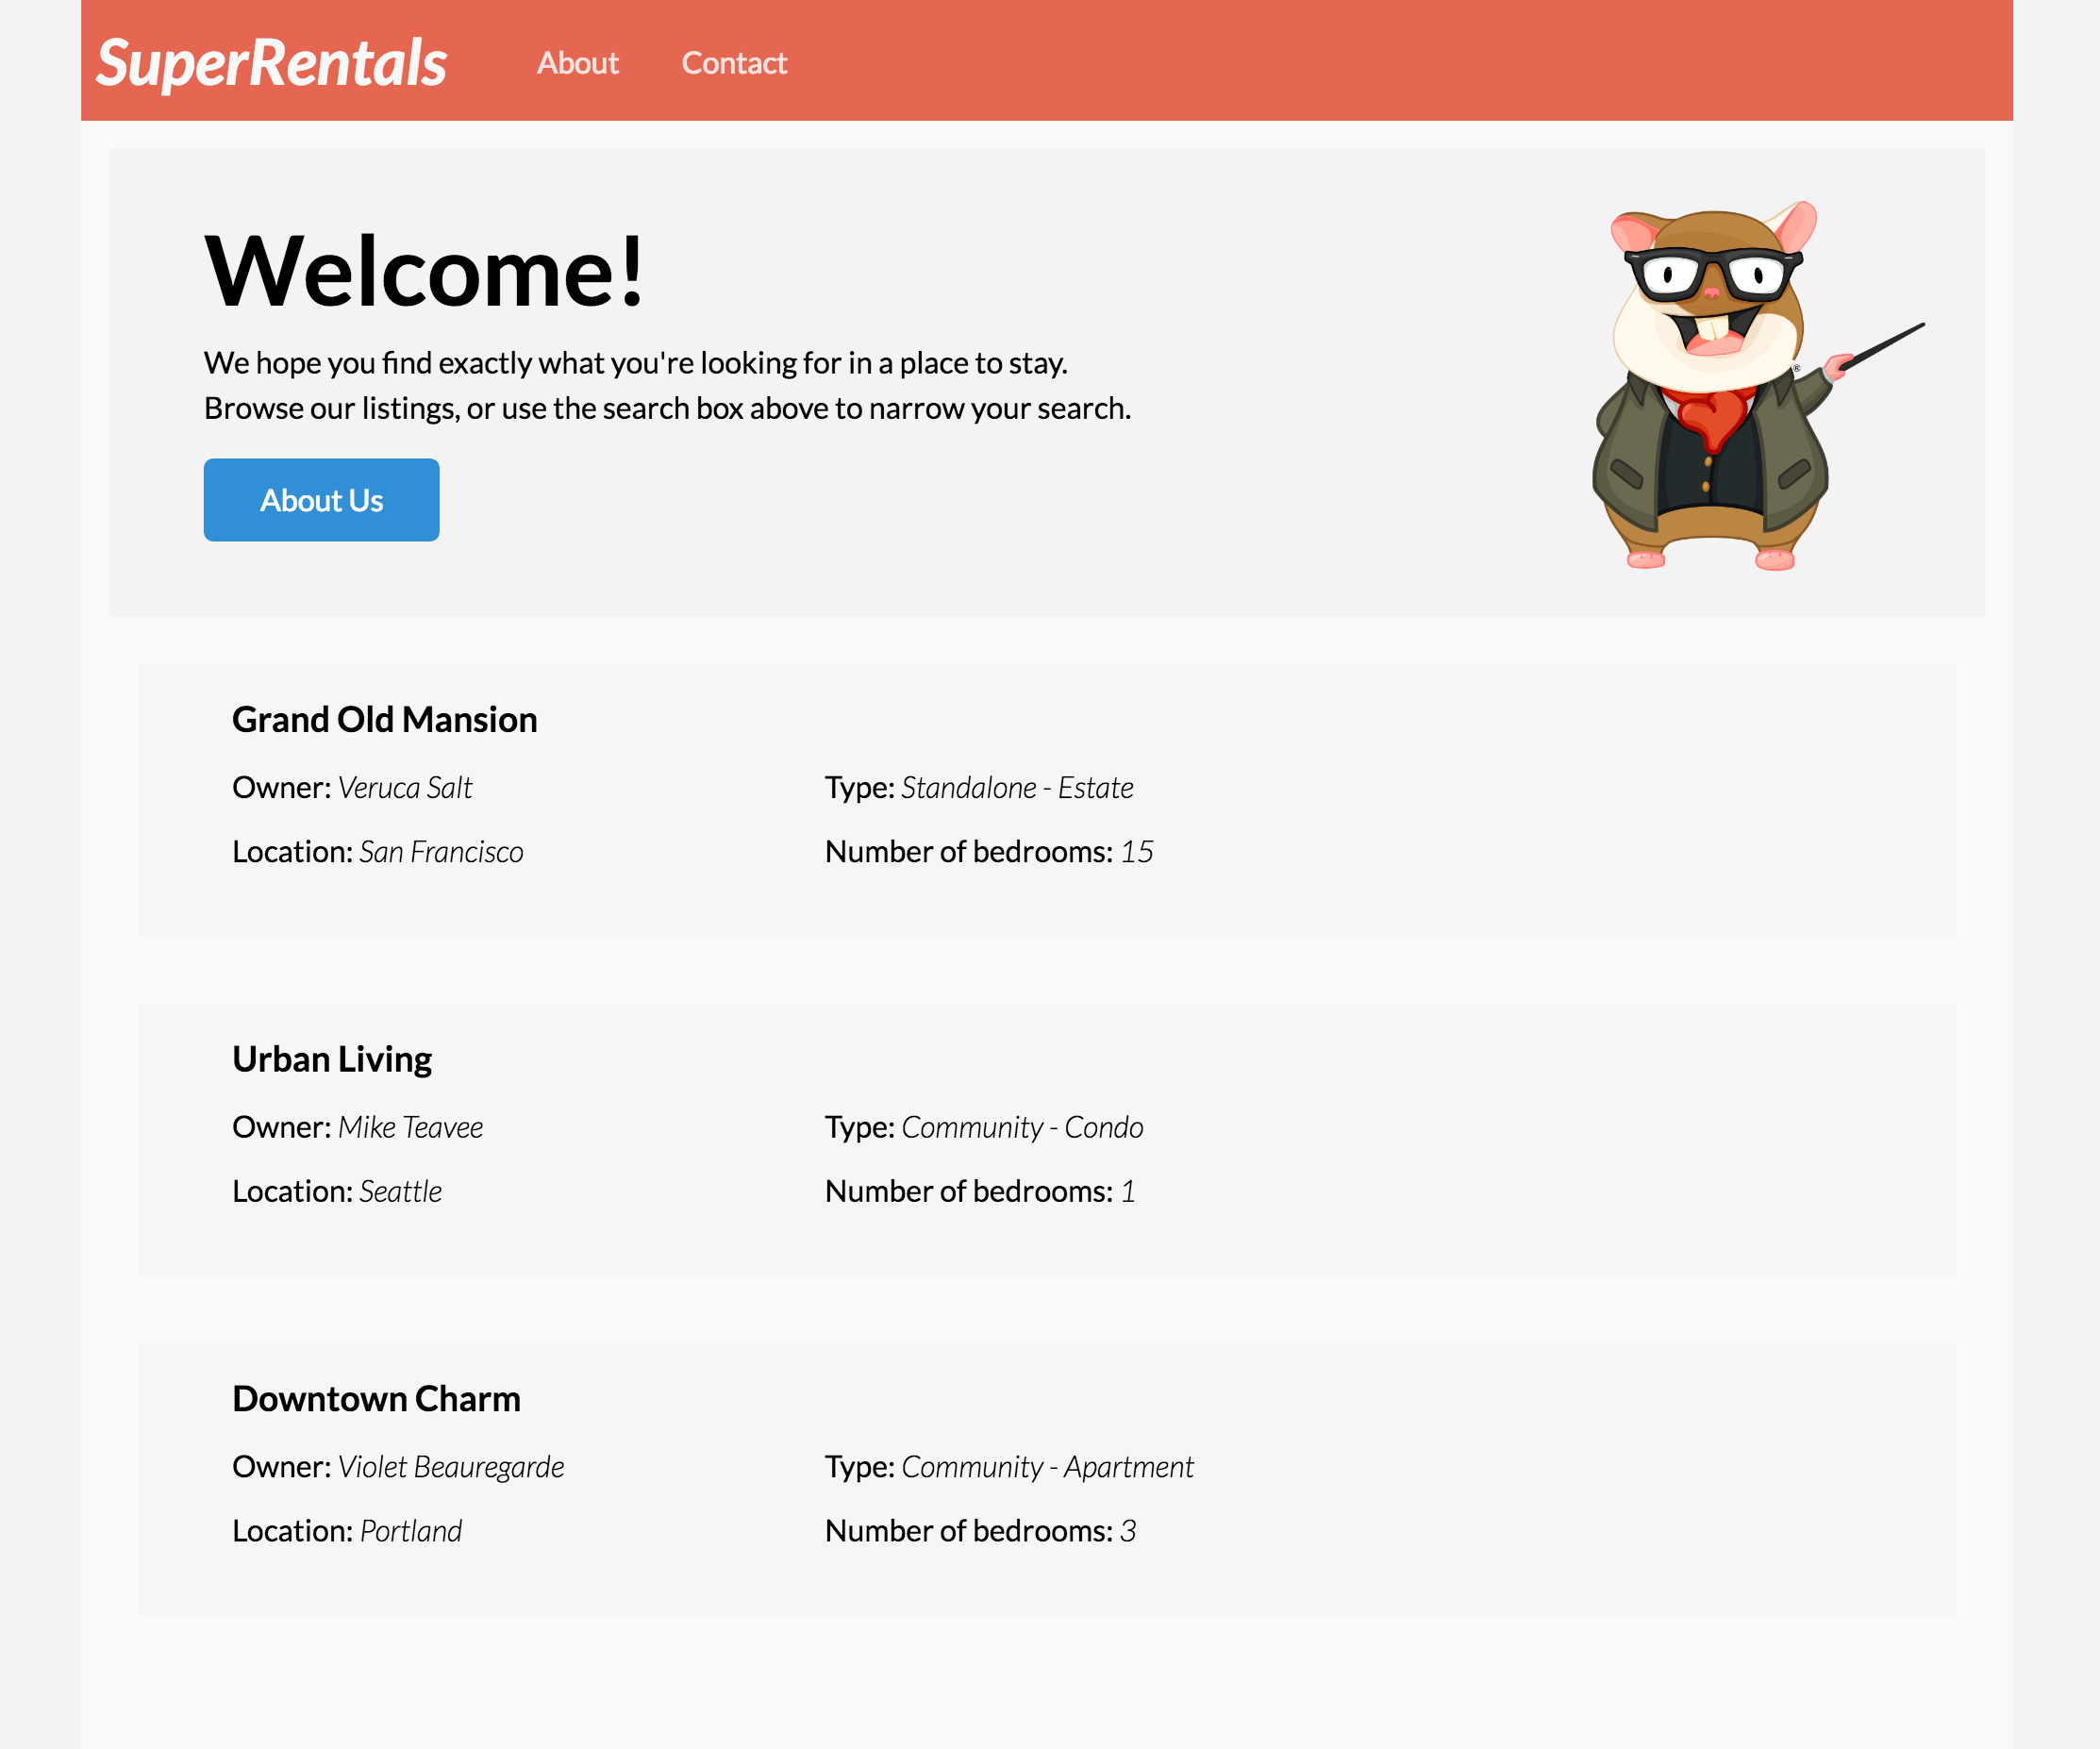 SuperRentals About Contact
Welcome!
We hope you find exactly what you're looking for in a place to stay.
Browse our listings, or use the search box above to narrow your search.
About Us
®
Grand Old Mansion
Owner: Veruca Salt Type: Standalone - Estate
Location: San Francisco Number of bedrooms: 15
Urban Living
Owner: Mike Teavee Type: Community - Condo
Location: Seattle Number of bedrooms: 1
Downtown Charm
Owner: Violet Beauregarde Type: Community - Apartment
Location: Portland Number of bedrooms: 3